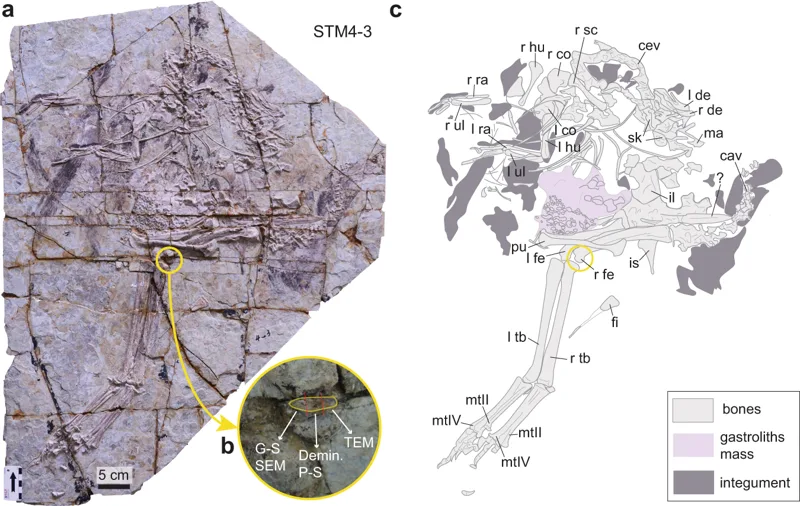 a
STM4-3
4-3
5 cm
b
G-S
SEM
Demin.
P-S
TEM
c
r sc
r hu
r co
cev
r ra
l de
r de
r ul
l ra
l co
sk
ma
l hu
cav
l ul
?
il
pu
l fe
is
r fe
fi
l tb
r tb
mtII
mtIV
mtII
mtIV
bones
gastroliths
mass
integument